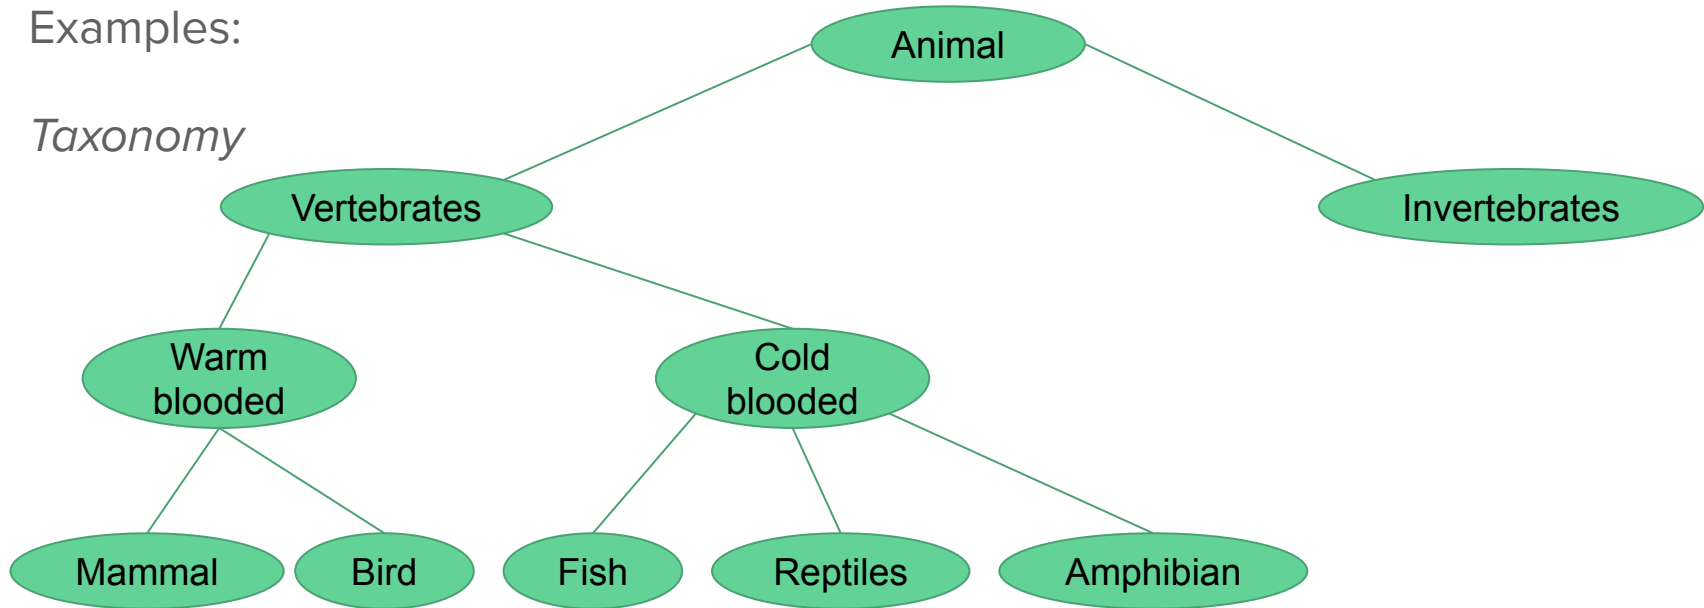 Examples:
Animal
Taxonomy
Vertebrates
Invertebrates
Warm
blooded
Cold
blooded
Mammal
Bird
Fish
Reptiles
Amphibian